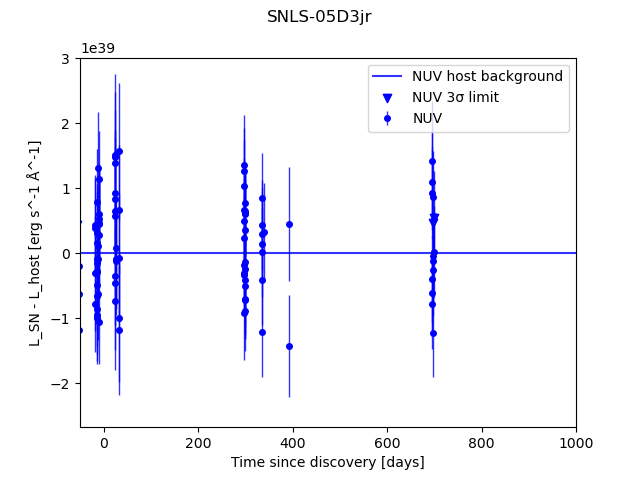 SNLS-05D3jr
1e39
NUV host background
NUV 3σ limit
NUV
3
2
1
0
−1
−2
L_SN - L_host [erg s^-1 Å^-1]
0
200
400
600
800
1000
Time since discovery [days]